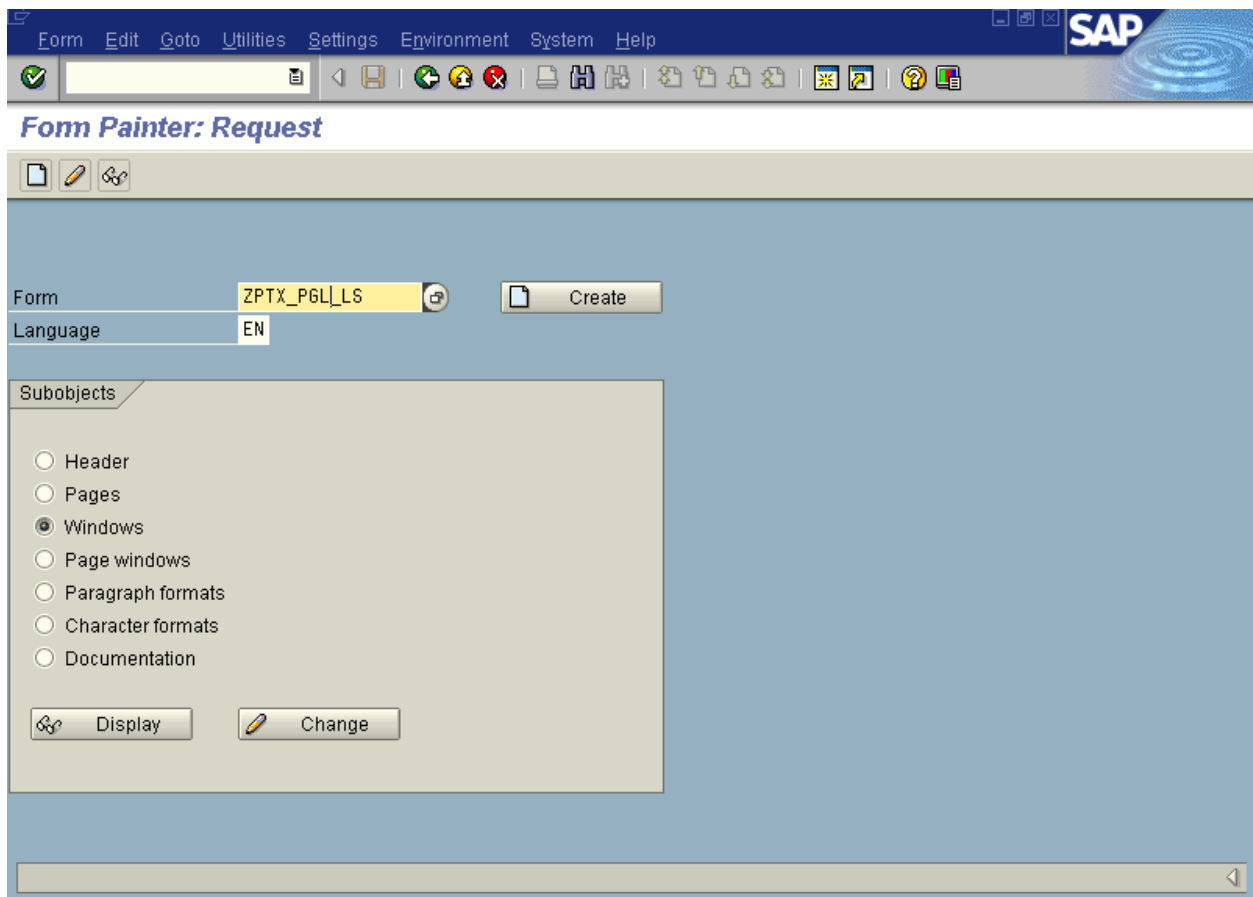 SAP
Form Edit Goto Utilities Settings Environment System Help
Form Painter: Request
Form ZPTX_PGL_LS Create
Language EN
Subobjects
Header
Pages
Windows
Page windows
Paragraph formats
Character formats
Documentation
Display Change